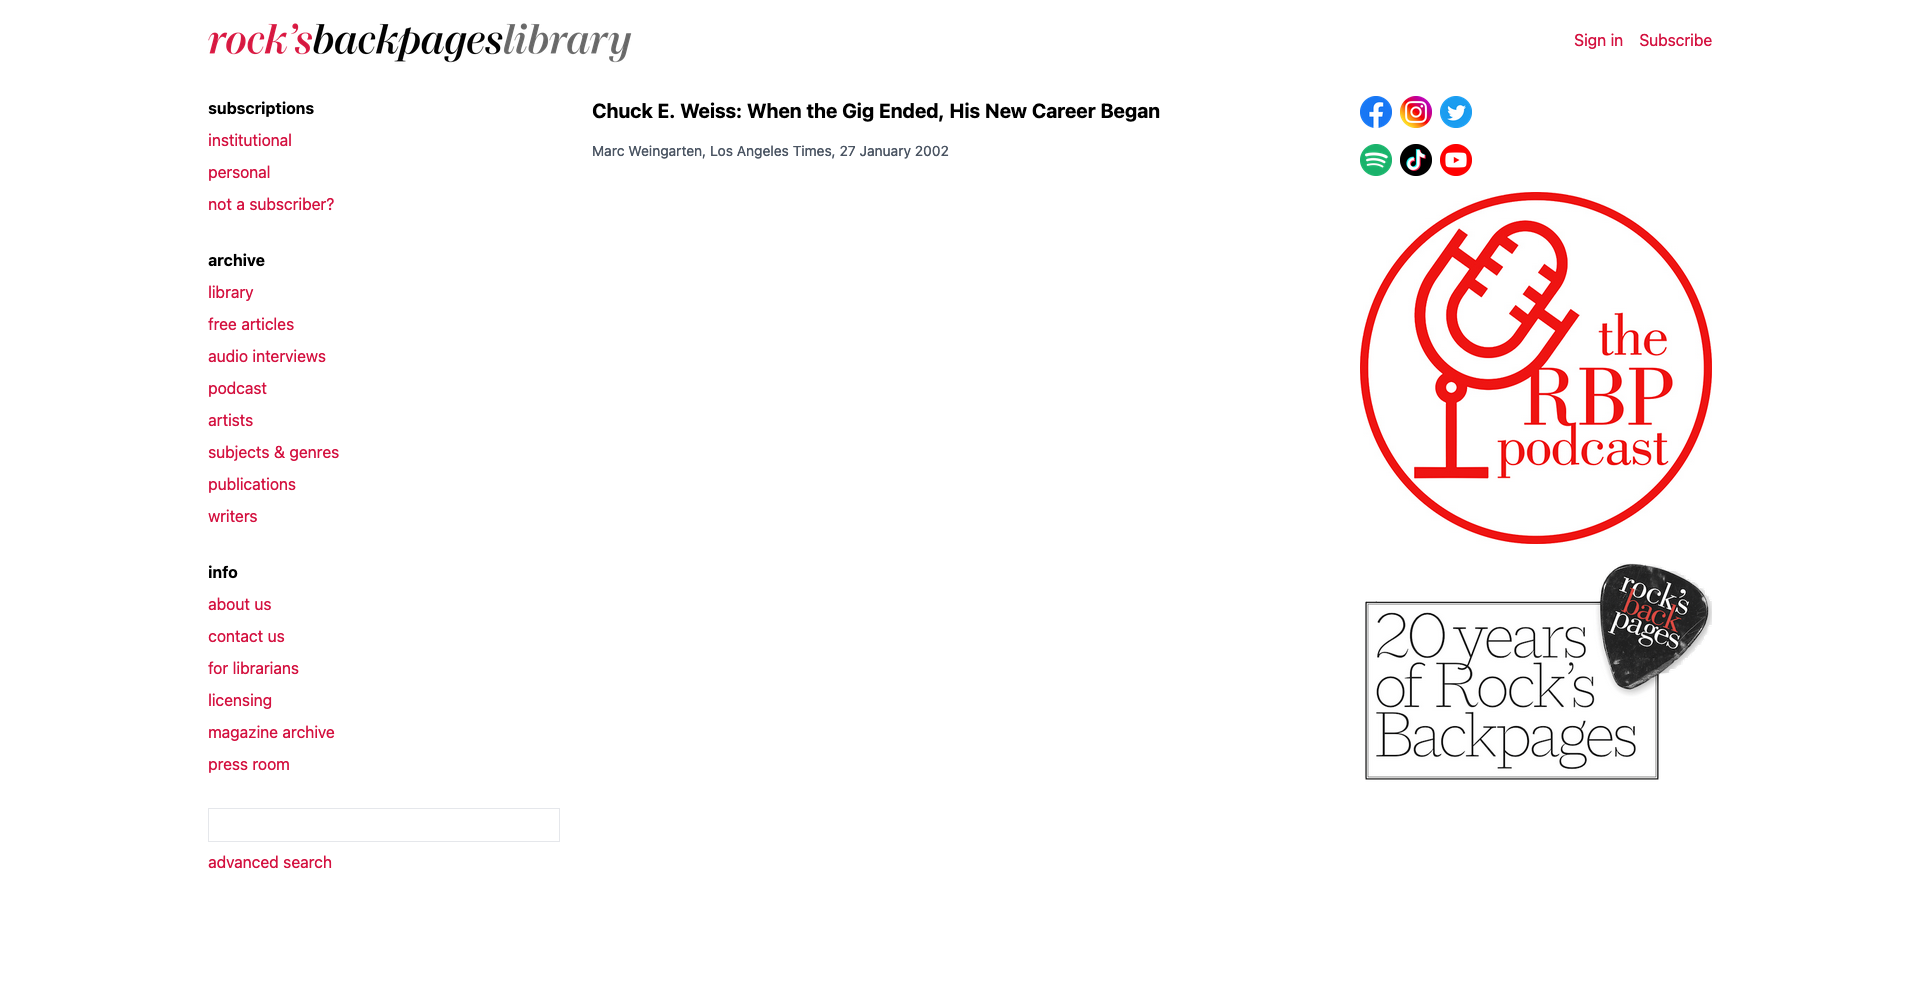 rock'sbackpageslibrary
Sign in Subscribe
subscriptions
institutional
personal
not a subscriber?
archive
library
free articles
audio interviews
podcast
artists
subjects & genres
publications
writers
info
about us
contact us
for librarians
licensing
magazine archive
press room
advanced search
Chuck E. Weiss: When the Gig Ended, His New Career Began
Marc Weingarten, Los Angeles Times, 27 January 2002
the
RBP
podcast
rock's
back
pages
20 years
of Rock's
Backpages